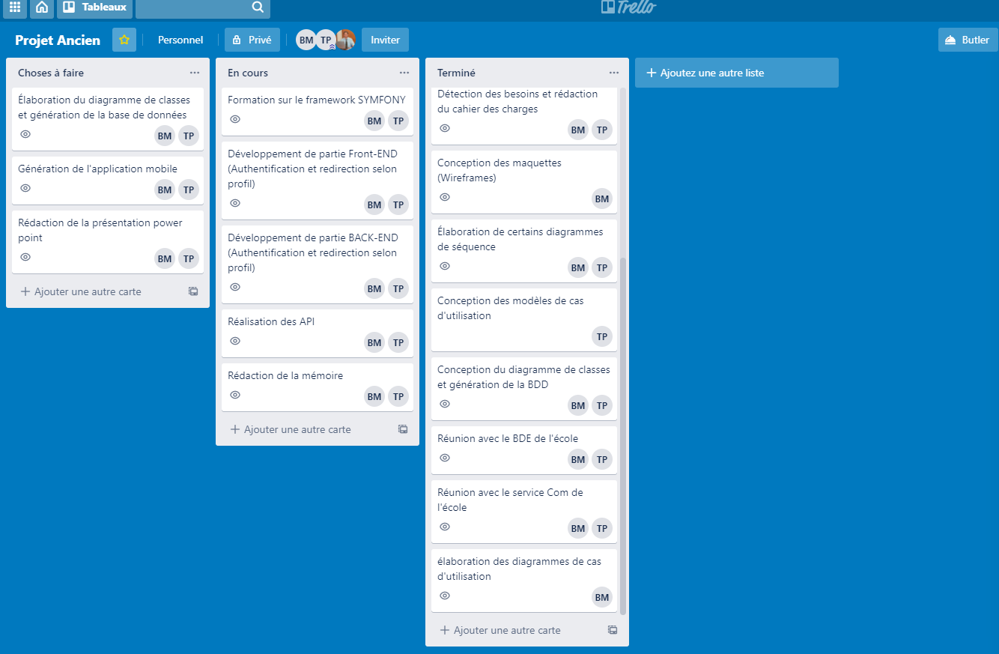 Tableaux
Trello
Projet Ancien
Personnel
Privé
BM TP
Inviter
Butler
Choses à faire
Élaboration du diagramme de classes
et génération de la base de données
BM TP
Génération de l'application mobile
BM TP
Rédaction de la présentation power
point
BM TP
Ajouter une autre carte
En cours
Formation sur le framework SYMFONY
BM TP
Développement de partie Front-END
(Authentification et redirection selon
profil)
BM TP
Développement de partie BACK-END
(Authentification et redirection selon
profil)
BM TP
Réalisation des API
BM TP
Rédaction de la mémoire
BM TP
Ajouter une autre carte
Terminé
Détection des besoins et rédaction
du cahier des charges
BM TP
Conception des maquettes
(Wireframes)
BM
Élaboration de certains diagrammes
de séquence
BM TP
Conception des modèles de cas
d'utilisation
TP
Conception du diagramme de classes
et génération de la BDD
BM TP
Réunion avec le BDE de l'école
BM TP
Réunion avec le service Com de
l'école
BM TP
élaboration des diagrammes de cas
d'utilisation
BM
Ajouter une autre carte
Ajoutez une autre liste